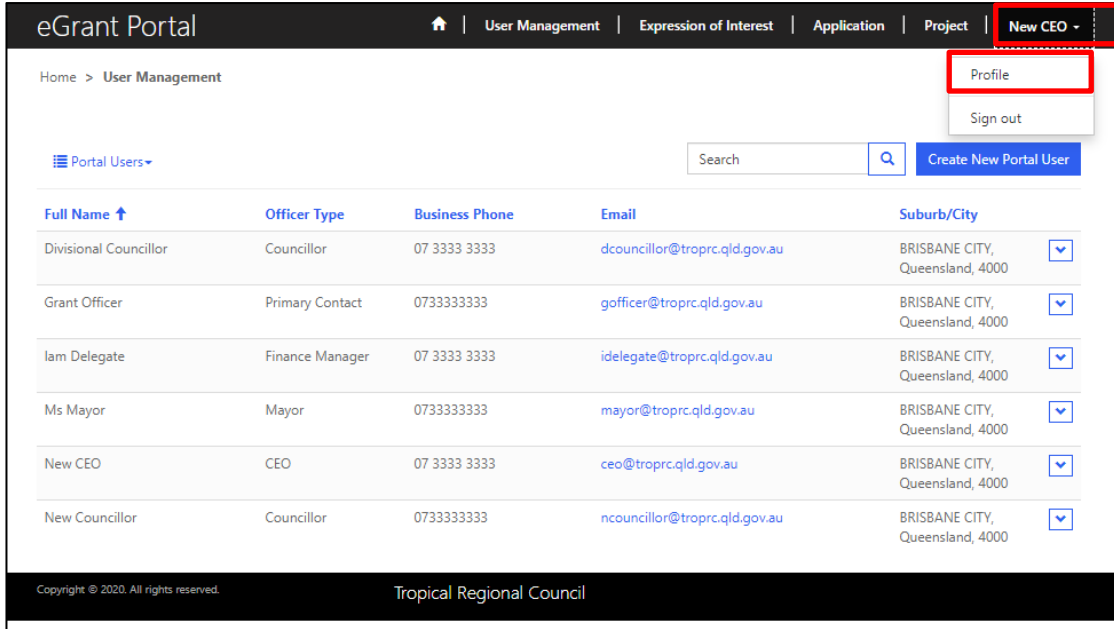 eGrant Portal
| User Management | Expression of Interest | Application | Project | New CEO
Home > User Management
Profile
Sign out
Portal Users
Search
Create New Portal User
Full Name Officer Type Business Phone Email Suburb/City
Divisional Councillor Councillor 07 3333 3333 dcouncillor@troprc.qld.gov.au BRISBANE CITY,
Queensland, 4000
Grant Officer Primary Contact 0733333333 gofficer@troprc.qld.gov.au BRISBANE CITY,
Queensland, 4000
Iam Delegate Finance Manager 07 3333 3333 idelegate@troprc.qld.gov.au BRISBANE CITY,
Queensland, 4000
Ms Mayor Mayor 0733333333 mayor@troprc.qld.gov.au BRISBANE CITY,
Queensland, 4000
New CEO CEO 07 3333 3333 ceo@troprc.qld.gov.au BRISBANE CITY,
Queensland, 4000
New Councillor Councillor 0733333333 ncouncillor@troprc.qld.gov.au BRISBANE CITY,
Queensland, 4000
Copyright © 2020. All rights reserved.
Tropical Regional Council